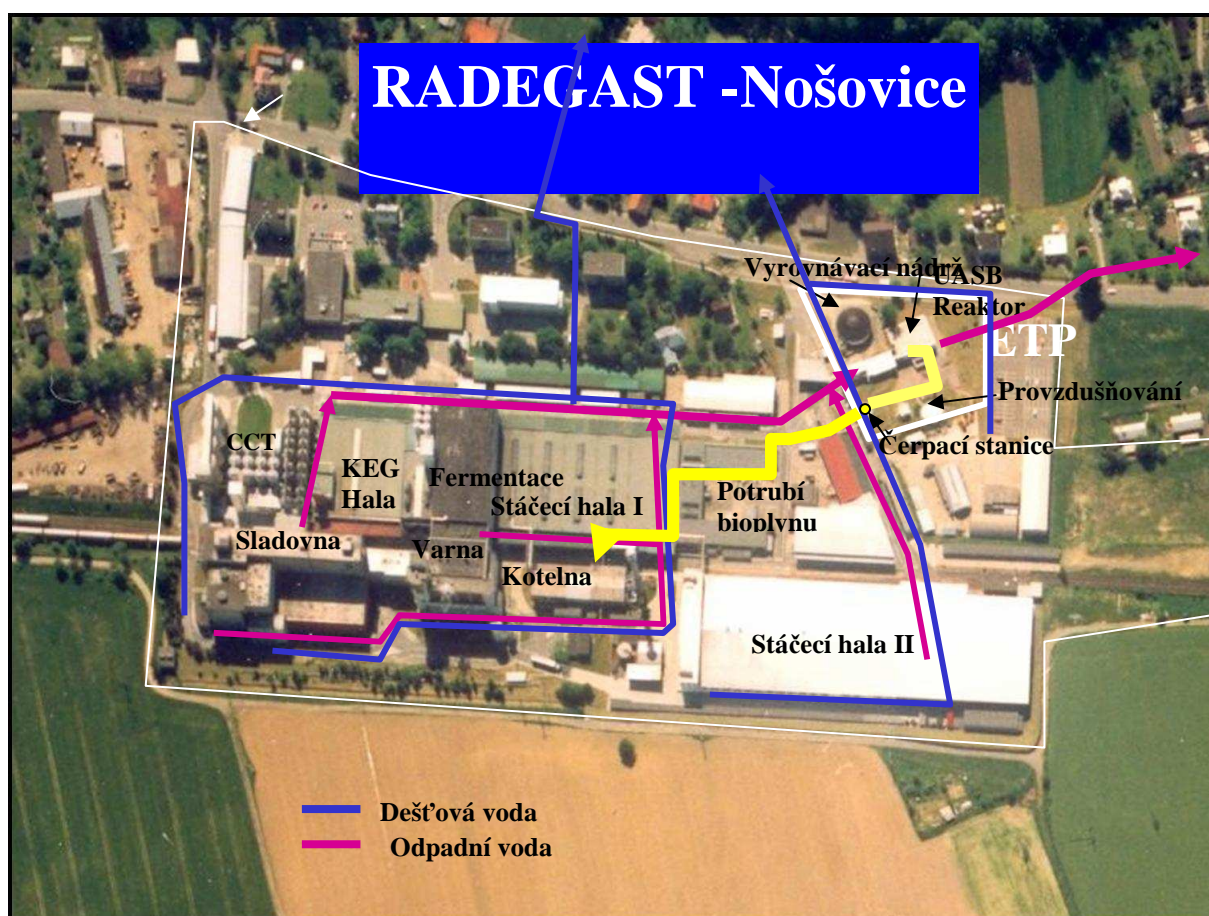 RADEGAST -Nošovice
Vyrovnávací nádrž
UASB
Reaktor
ETP
Provzdušňování
Čerpací stanice
CCT
KEG
Hala
Fermentace
Stáčecí hala I
Potrubí
bioplynu
Sladovna
Varna
Kotelna
Stáčecí hala II
Dešťová voda
Odpadní voda